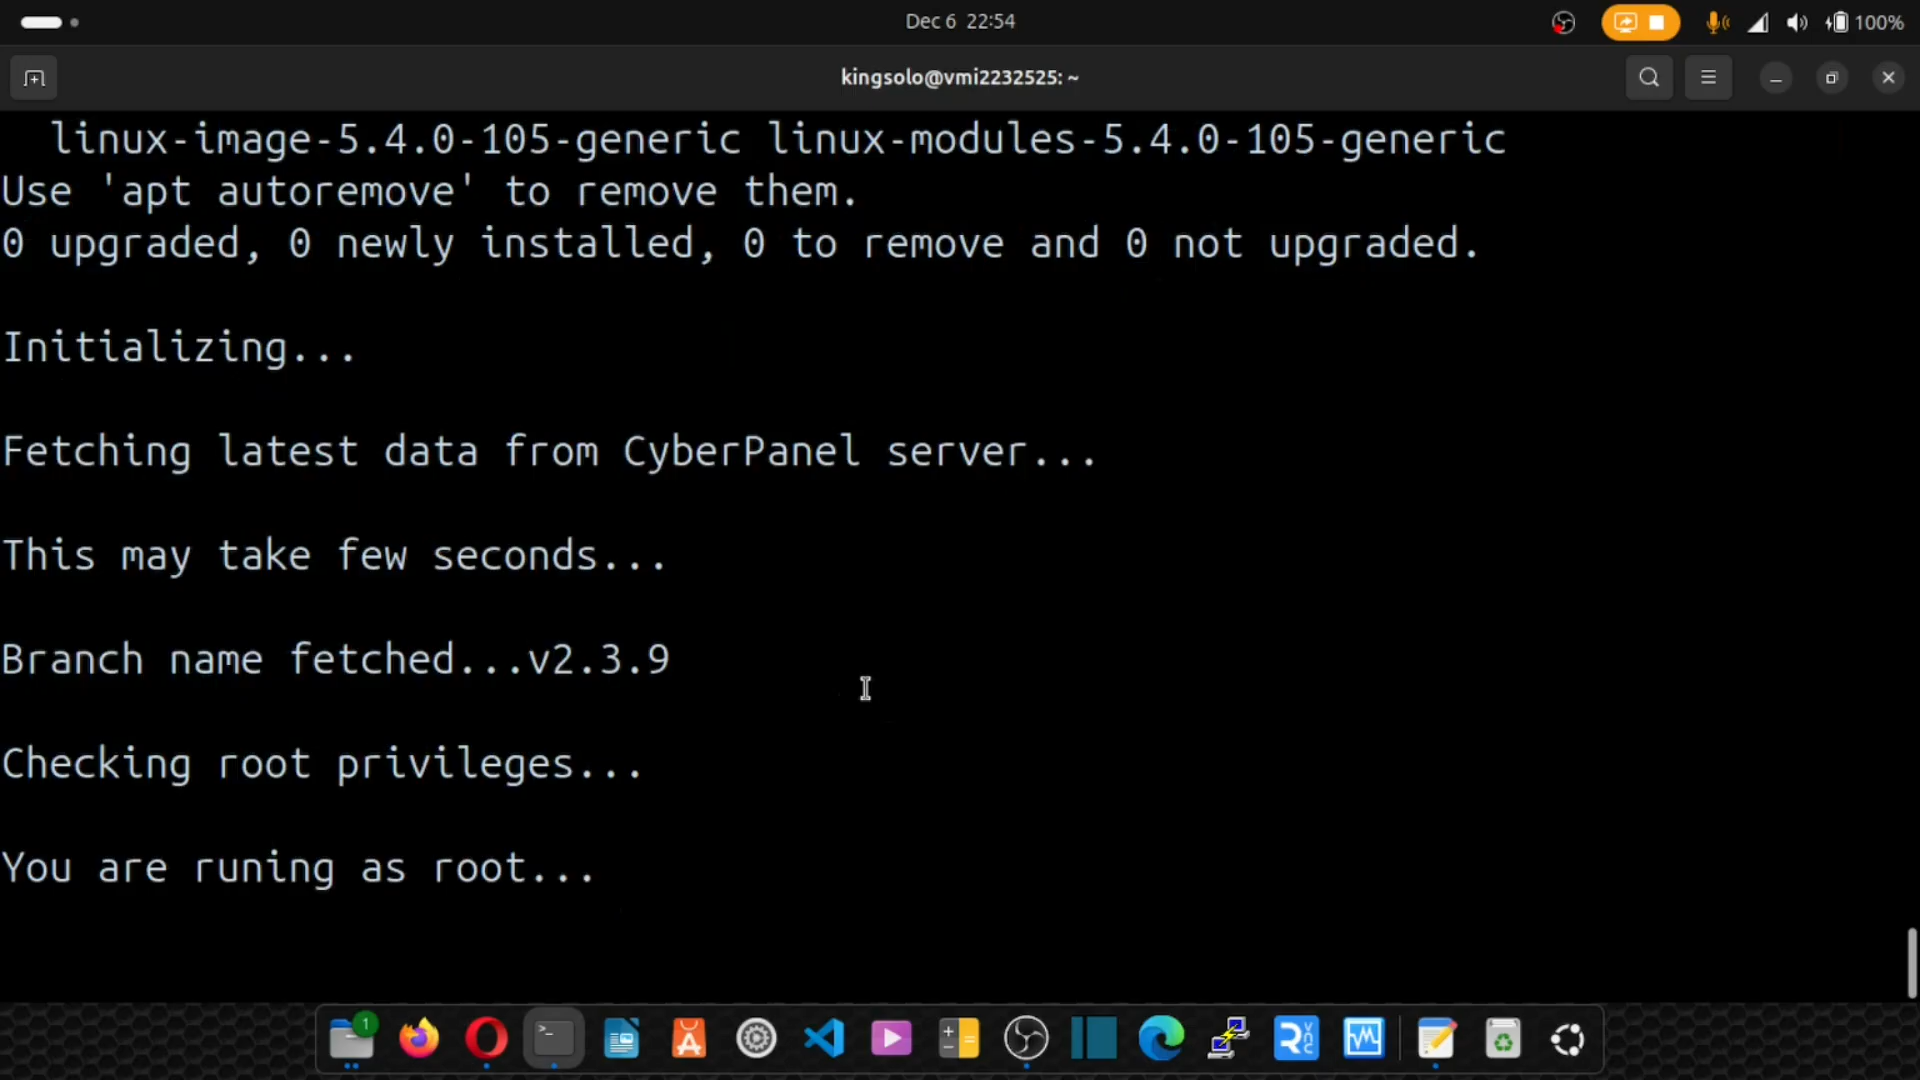 Dec 6 22:54
100%
kingsolo@vmi2232525: ~
linux-image-5.4.0-105-generic linux-modules-5.4.0-105-generic
Use 'apt autoremove' to remove them.
0 upgraded, 0 newly installed, 0 to remove and 0 not upgraded.
Initializing...
Fetching latest data from CyberPanel server...
This may take few seconds...
Branch name fetched...v2.3.9
Checking root privileges...
You are runing as root...
1